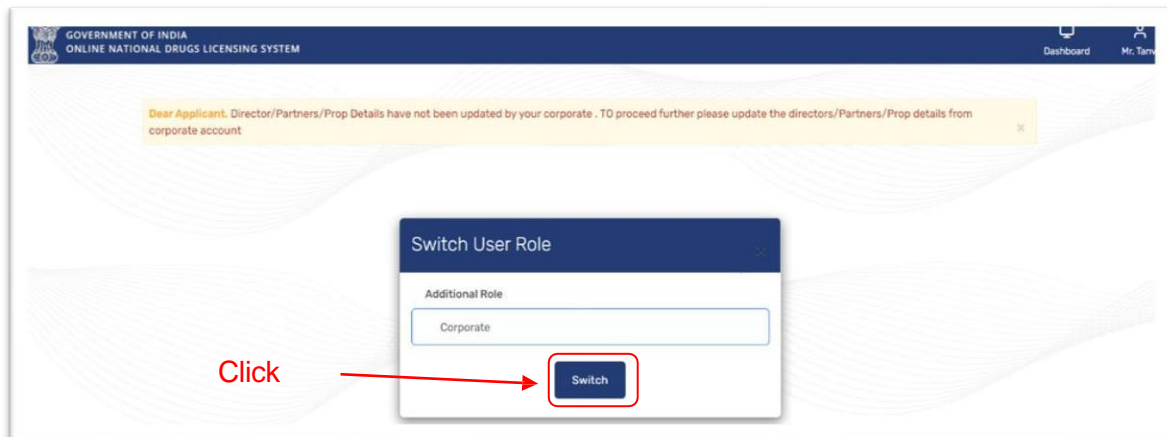 GOVERNMENT OF INDIA
ONLINE NATIONAL DRUGS LICENSING SYSTEM
Dashboard
Mr. Tanv
Dear Applicant, Director/Partners/Prop Details have not been updated by your corporate . TO proceed further please update the directors/Partners/Prop details from
corporate account
×
Switch User Role
×
Additional Role
Corporate
Click
Switch